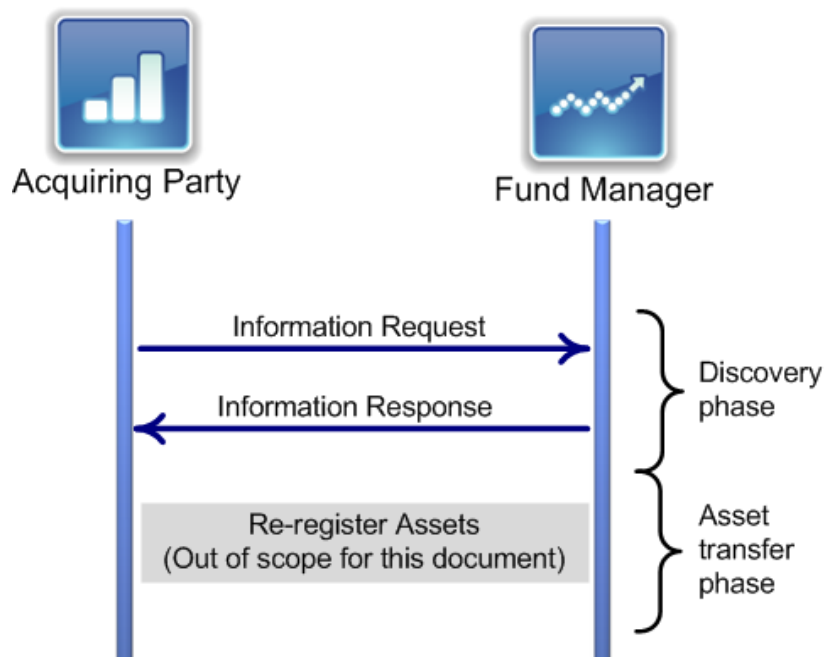 Acquiring Party
Fund Manager
Information Request
Information Response
Discovery
phase
Re-register Assets
(Out of scope for this document)
Asset
transfer
phase